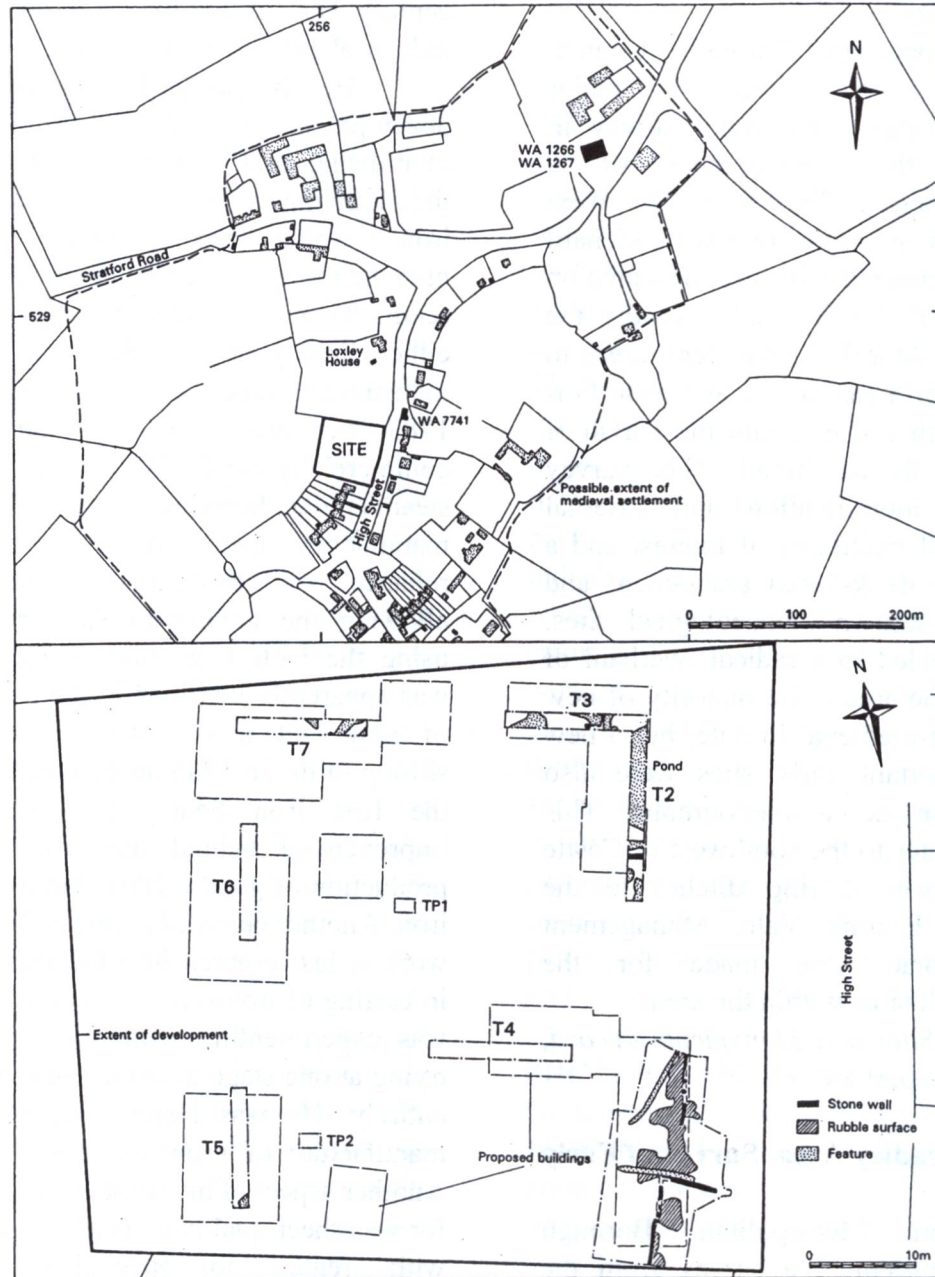 256
N
WA 1266
WA 1267
Stratford Road
529
Loxley
House
WA 7741
SITE
High Street
Possible extent of
medieval settlement
0 100 200m
N
T3
T7
Pond
T2
T6
TP1
High Street
T4
Extent of development
Stone wall
Rubble surface
Feature
T5
TP2
Proposed buildings
0 10m